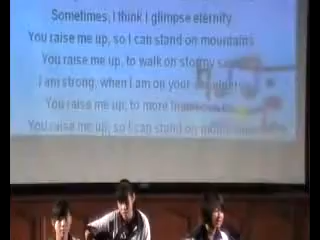 Sometimes, I think I glimpse eternity.
You raise me up, so I can stand on mountains
You raise me up, to walk on stormy
I am strong, when I am on your
You raise me up, to more than
You raise me up, so I can stand on